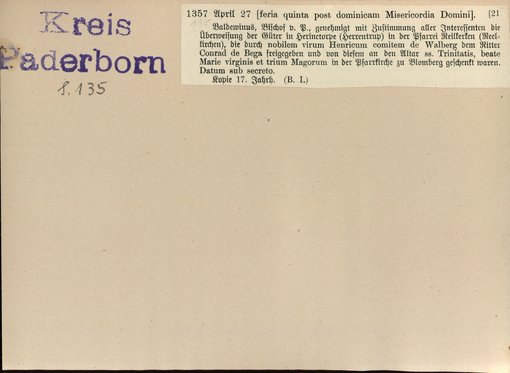 Kreis
Paderborn
S. 135
1357 April 27 [feria quinta post dominicam Misericordia Domini]. [21
Baldewinus, Bischof v. P., genehmigt mit Zustimmung aller Interessenten die
Überweisung der Güter in Herinctorpe (Herrentrup) in der Pfarrei Reilkerken (Reel-
kirchen), die durch nobilem virum Henricum comitem de Walberg dem Ritter
Conrad de Bega freigegeben und von diesem an den Altar ss. Trinitatis, beate
Marie virginis et trium Magorum in der Pfarrkirche zu Blomberg geschenkt waren.
Datum sub secreto.
Kopie 17. Jahrh. (B. I.)